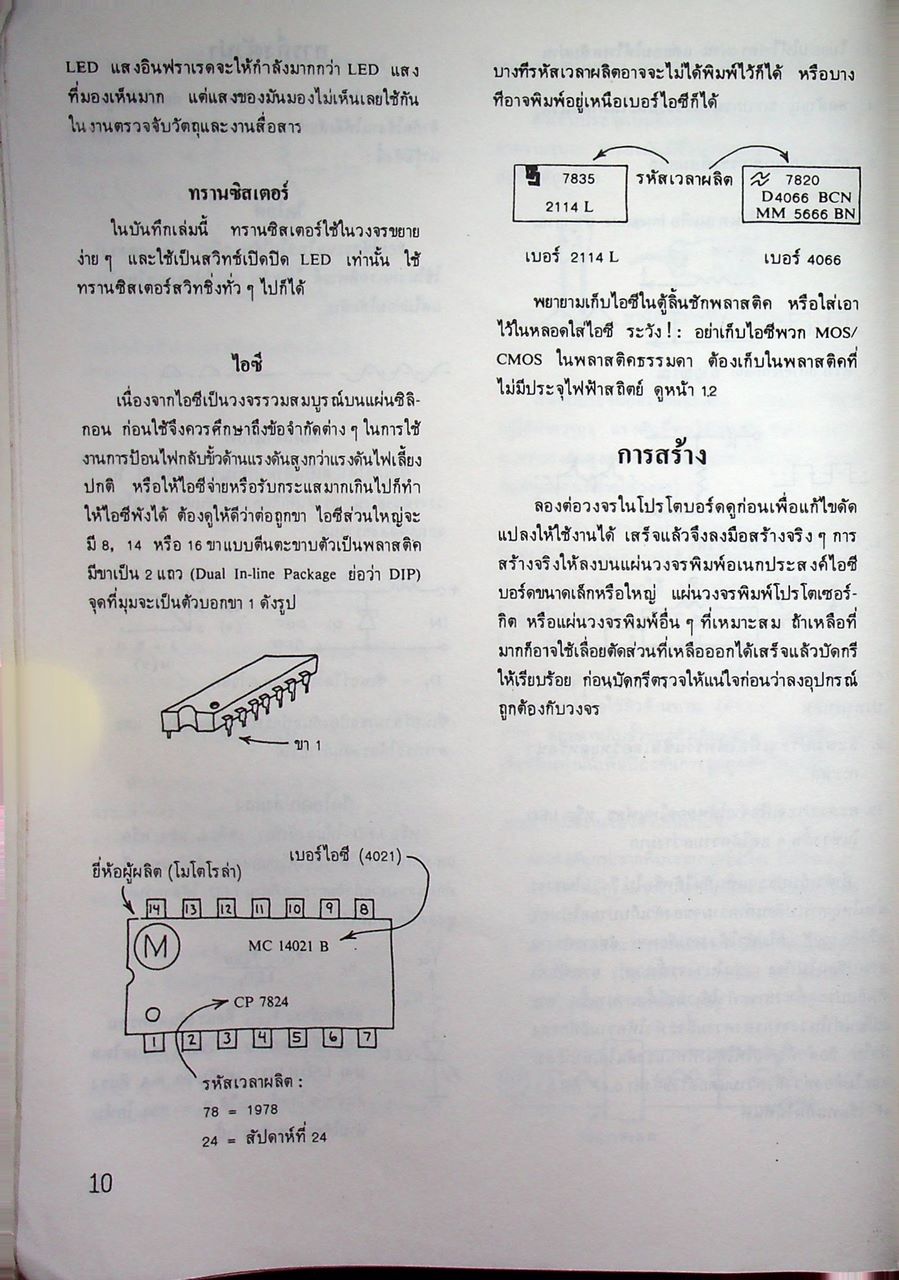 LED แสงอินฟราเรดจะให้กำลังมากกว่า LED แสง
ที่มองเห็นมาก แต่แสงของมันมองไม่เห็นเลยใช้กัน
ในงานตรวจจับวัตถุและงานสื่อสาร
ทรานซิสเตอร์
ในบันทึกเล่มนี้ ทรานซิสเตอร์ใช้ในวงจรขยาย
ง่ายๆ และใช้เป็นสวิทช์เปิดปิด LED เท่านั้น ใช้
ทรานซิสเตอร์สวิทชิ่งทั่ว ๆ ไปก็ได้
ไอซี
เนื่องจากไอซีเป็นวงจรรวมสมบูรณ์บนแผ่นซิลิ-
กอน ก่อนใช้จึงควรศึกษาถึงข้อจำกัดต่าง ๆ ในการใช้
งานการป้อนไฟกลับขั้วด้านแรงดันสูงกว่าแรงดันไฟเลี้ยง
ปกติ หรือให้ไอซีจ่ายหรือรับกระแสมากเกินไปก็ทำ
ให้ไอซีพังได้ ต้องดูให้ดีว่าต่อถูกขา ไอซีส่วนใหญ่จะ
มี 8, 14 หรือ 16 ขาแบบตีนตะขาบตัวเป็นพลาสติค
มีขาเป็น 2 แถว (Dual In-line Package ย่อว่า DIP)
จุดที่มุมจะเป็นตัวบอกขา 1 ดังรูป
ขา 1
เบอร์ไอซี (4021)
ยี่ห้อผู้ผลิต (โมโตโรล่า)
14 13 12 11 10 9 8
M
MC 14021 B
CP 7824
1 2 3 4 5 6 7
รหัสเวลาผลิต :
78 = 1978
24 = สัปดาห์ที่ 24
10
บางทีรหัสเวลาผลิตอาจจะไม่ได้พิมพ์ไว้ก็ได้ หรือบาง
ทีอาจพิมพ์อยู่เหนือเบอร์ไอซีก็ได้
7835
2114 L
รหัสเวลาผลิต
7820
D4066 BCN
MM 5666 BN
เบอร์ 2114 L
เบอร์ 4066
พยายามเก็บไอซีในตู้ลิ้นชักพลาสติค หรือใส่เอา
ไว้ในหลอดใส่ไอซี ระวัง ! : อย่าเก็บไอซีพวก MOS/
CMOS ในพลาสติคธรรมดา ต้องเก็บในพลาสติคที่
ไม่มีประจุไฟฟ้าสถิตย์ ดูหน้า 1,2
การสร้าง
ลองต่อวงจรในโปรโตบอร์ดดูก่อนเพื่อแก้ไขดัด
แปลงให้ใช้งานได้ เสร็จแล้วจึงลงมือสร้างจริง ๆ การ
สร้างจริงให้ลงบนแผ่นวงจรพิมพ์อเนกประสงค์ไอซี
บอร์ดขนาดเล็กหรือใหญ่ แผ่นวงจรพิมพ์โปรโตเซอร์-
กิต หรือแผ่นวงจรพิมพ์อื่น ๆ ที่เหมาะสม ถ้าเหลือที่
มากก็อาจใช้เลื่อยตัดส่วนที่เหลือออกได้เสร็จแล้วบัดกรี
ให้เรียบร้อย ก่อนบัดกรีตรวจให้แน่ใจก่อนว่าลงอุปกรณ์
ถูกต้องกับวงจร